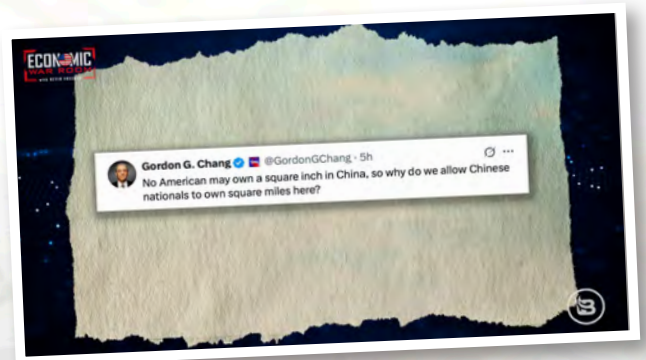 ECONOMIC
WAR ROOM
Gordon G. Chang @GordonGChang · 5h
No American may own a square inch in China, so why do we allow Chinese
nationals to own square miles here?